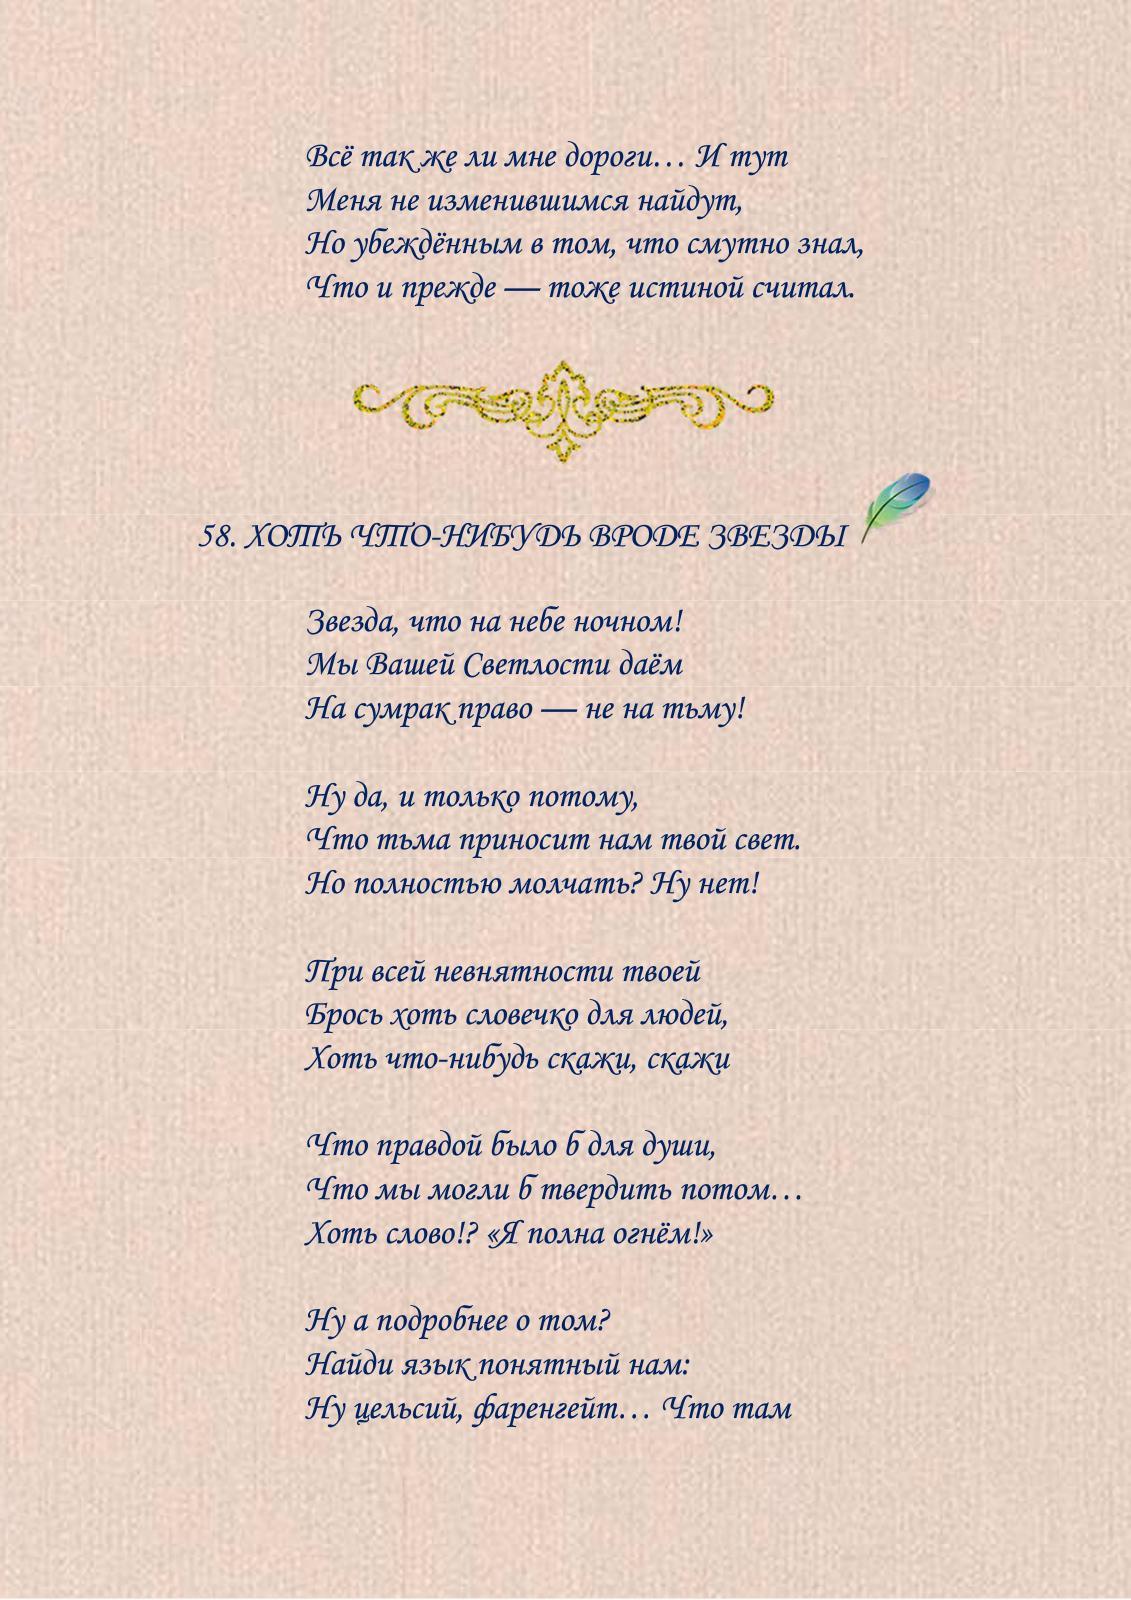 Всё так же ли мне дороги… И тут
Меня не изменившимся найдут,
Но убеждённым в том, что смутно знал,
Что и прежде — тоже истиной считал.
58. ХОТЬ ЧТО-НИБУДЬ ВРОДЕ ЗВЕЗДЫ
Звезда, что на небе ночном!
Мы Вашей Светлости даём
На сумрак право — не на тьму!
Ну да, и только потому,
Что тьма приносит нам твой свет.
Но полностью молчать? Ну нет!
При всей невнятности твоей
Брось хоть словечко для людей,
Хоть что-нибудь скажи, скажи
Что правдой было б для души,
Что мы могли б твердить потом…
Хоть слово!? «Я полна огнём!»
Ну а подробнее о том?
Найди язык понятный нам:
Ну цельсий, фаренгейт… Что там